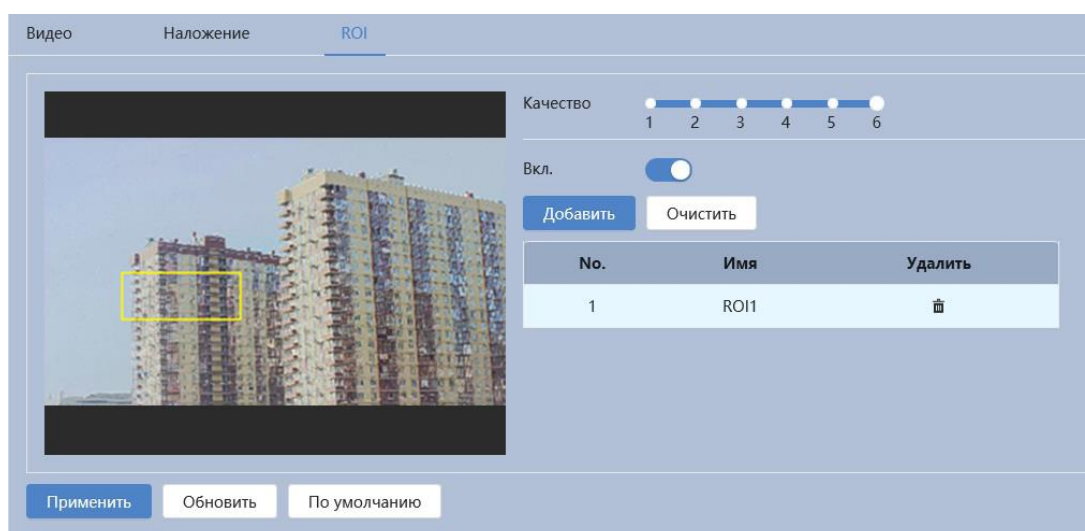 Видео Наложение ROI
Качество
1 2 3 4 5 6
Вкл.
Добавить Очистить
No. Имя Удалить
1 ROI1
Применить Обновить По умолчанию